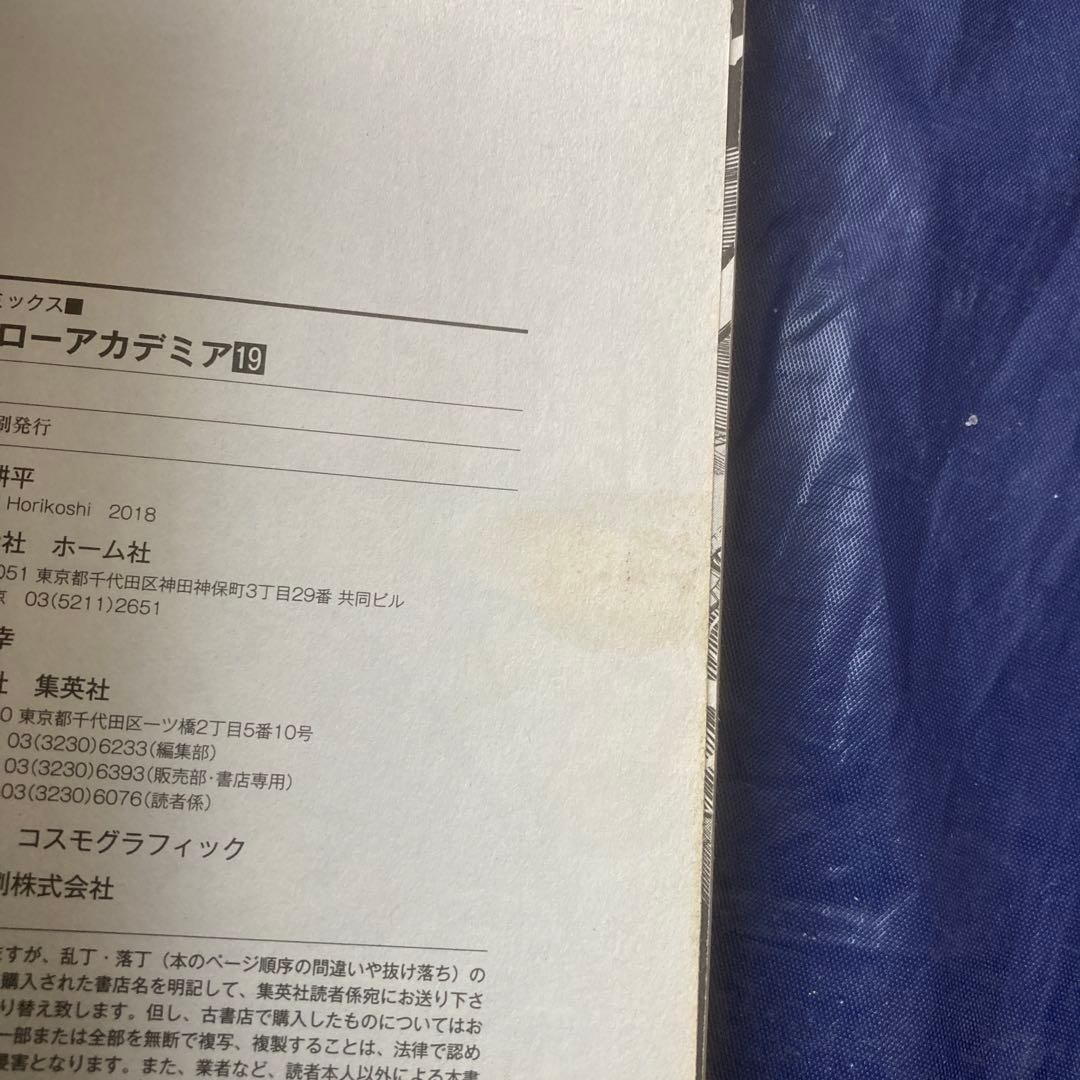 ミックス■
ローアカデミア19
刷発行
耕平
Horikoshi 2018
社 ホーム社
051 東京都千代田区神田神保町3丁目29番 共同ビル
京 03(5211)2651
幸
社 集英社
0 東京都千代田区一ツ橋2丁目5番10号
03(3230)6233(編集部)
03(3230)6393(販売部・書店専用)
03(3230)6076(読者係)
コスモグラフィック
刷株式会社
ますが、乱丁・落丁(本のページ順序の間違いや抜け落ち)の
購入された書店名を明記して、集英社読者係宛にお送り下さ
り替え致します。但し、古書店で購入したものについてはお
一部または全部を無断で複写、複製することは、法律で認め
侵害となります。また、業者など、読者本人以外による本書